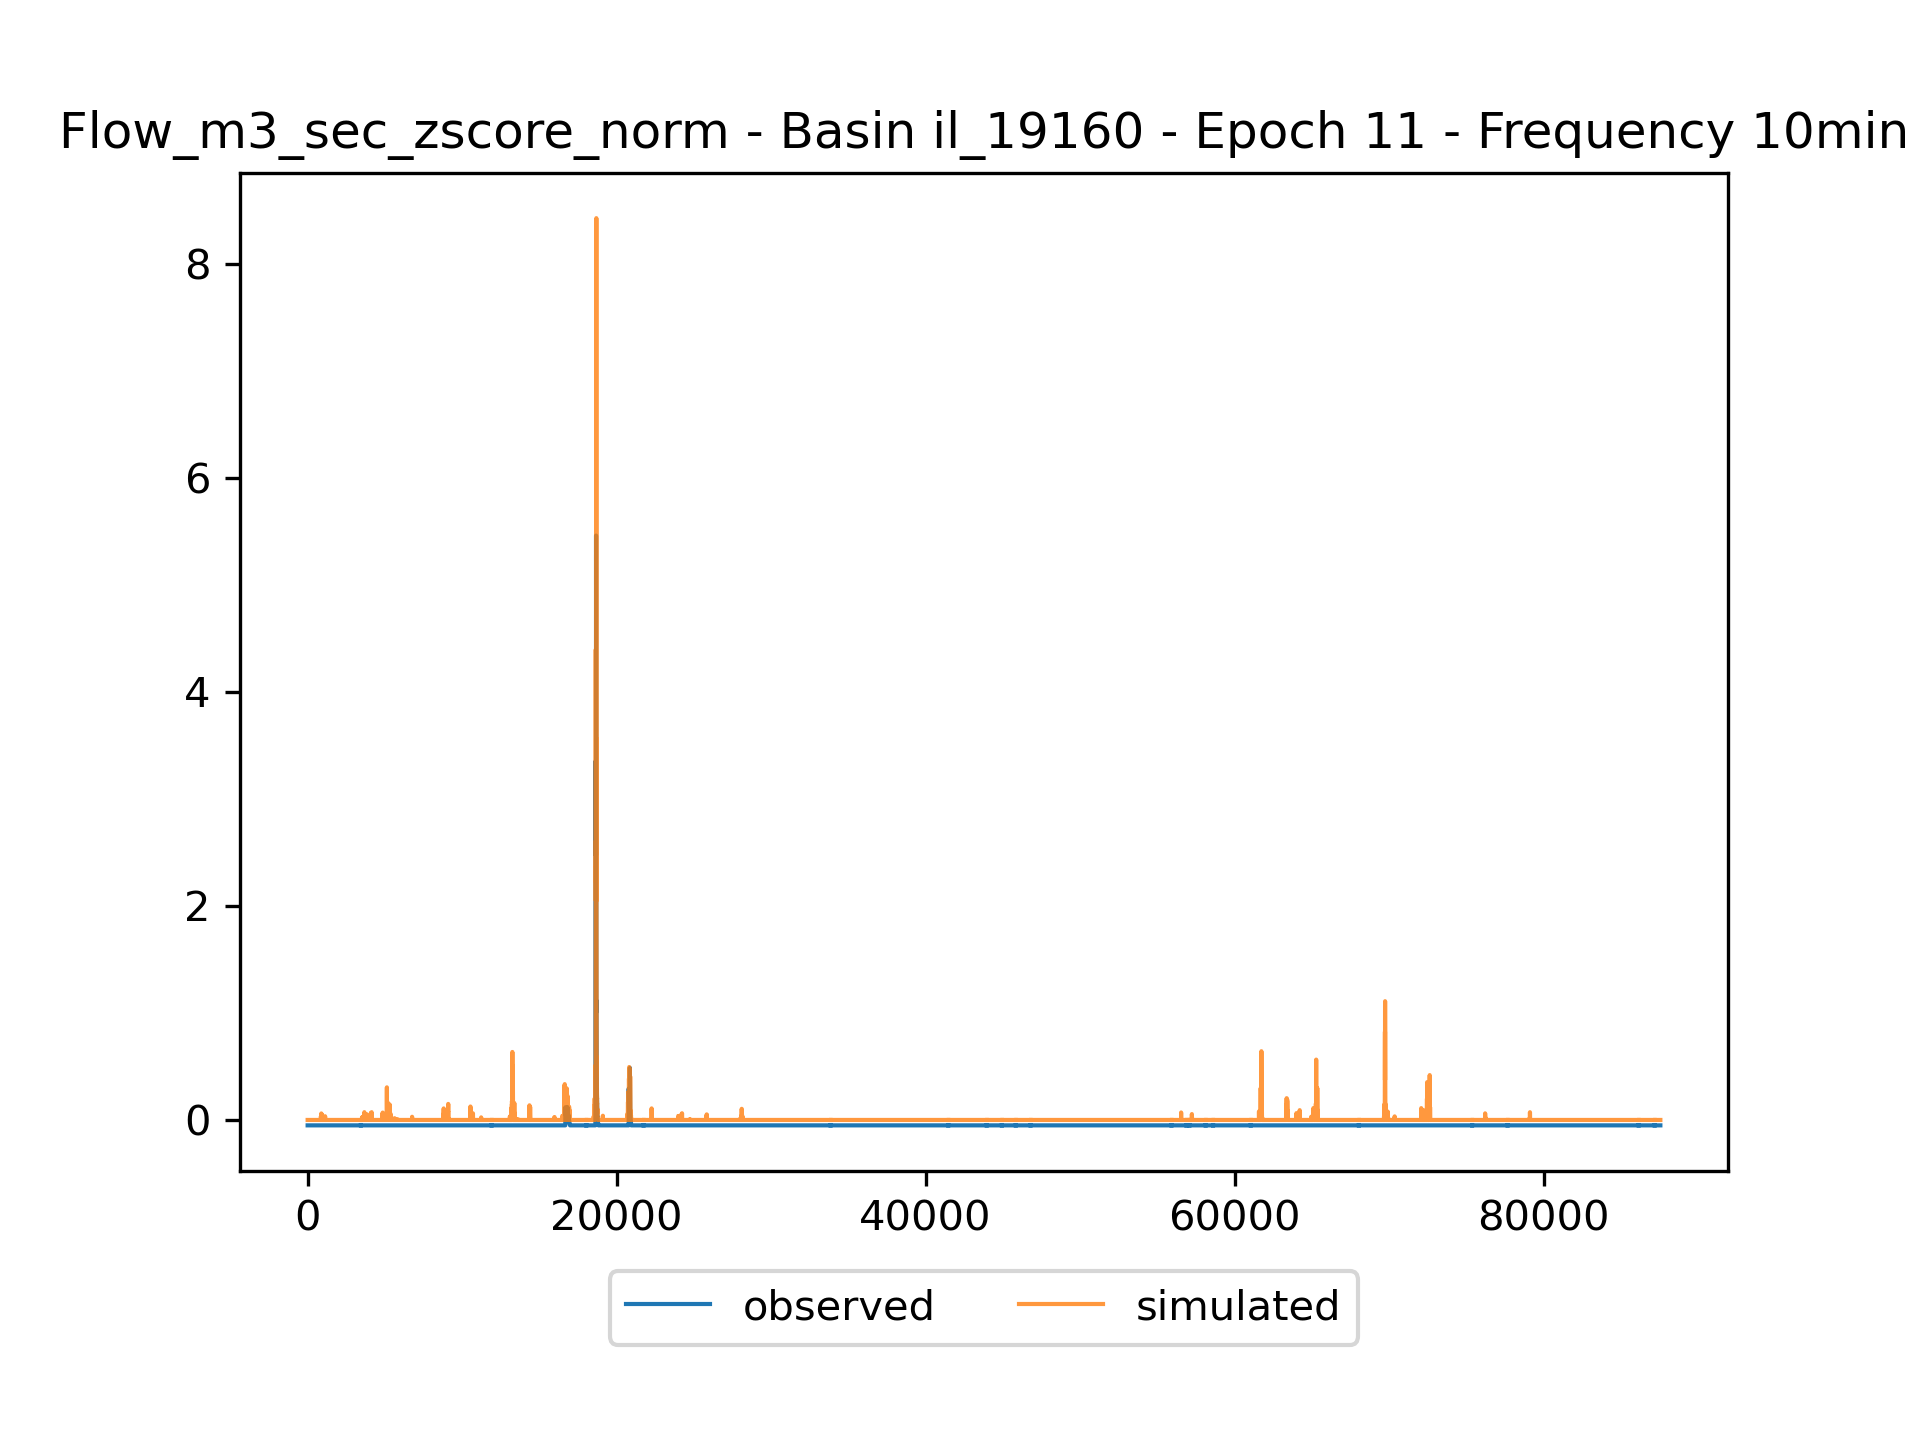 Flow_m3_sec_zscore_norm - Basin il_19160 - Epoch 11 - Frequency 10min
8
6
4
2
0
0 20000 40000 60000 80000
observed simulated